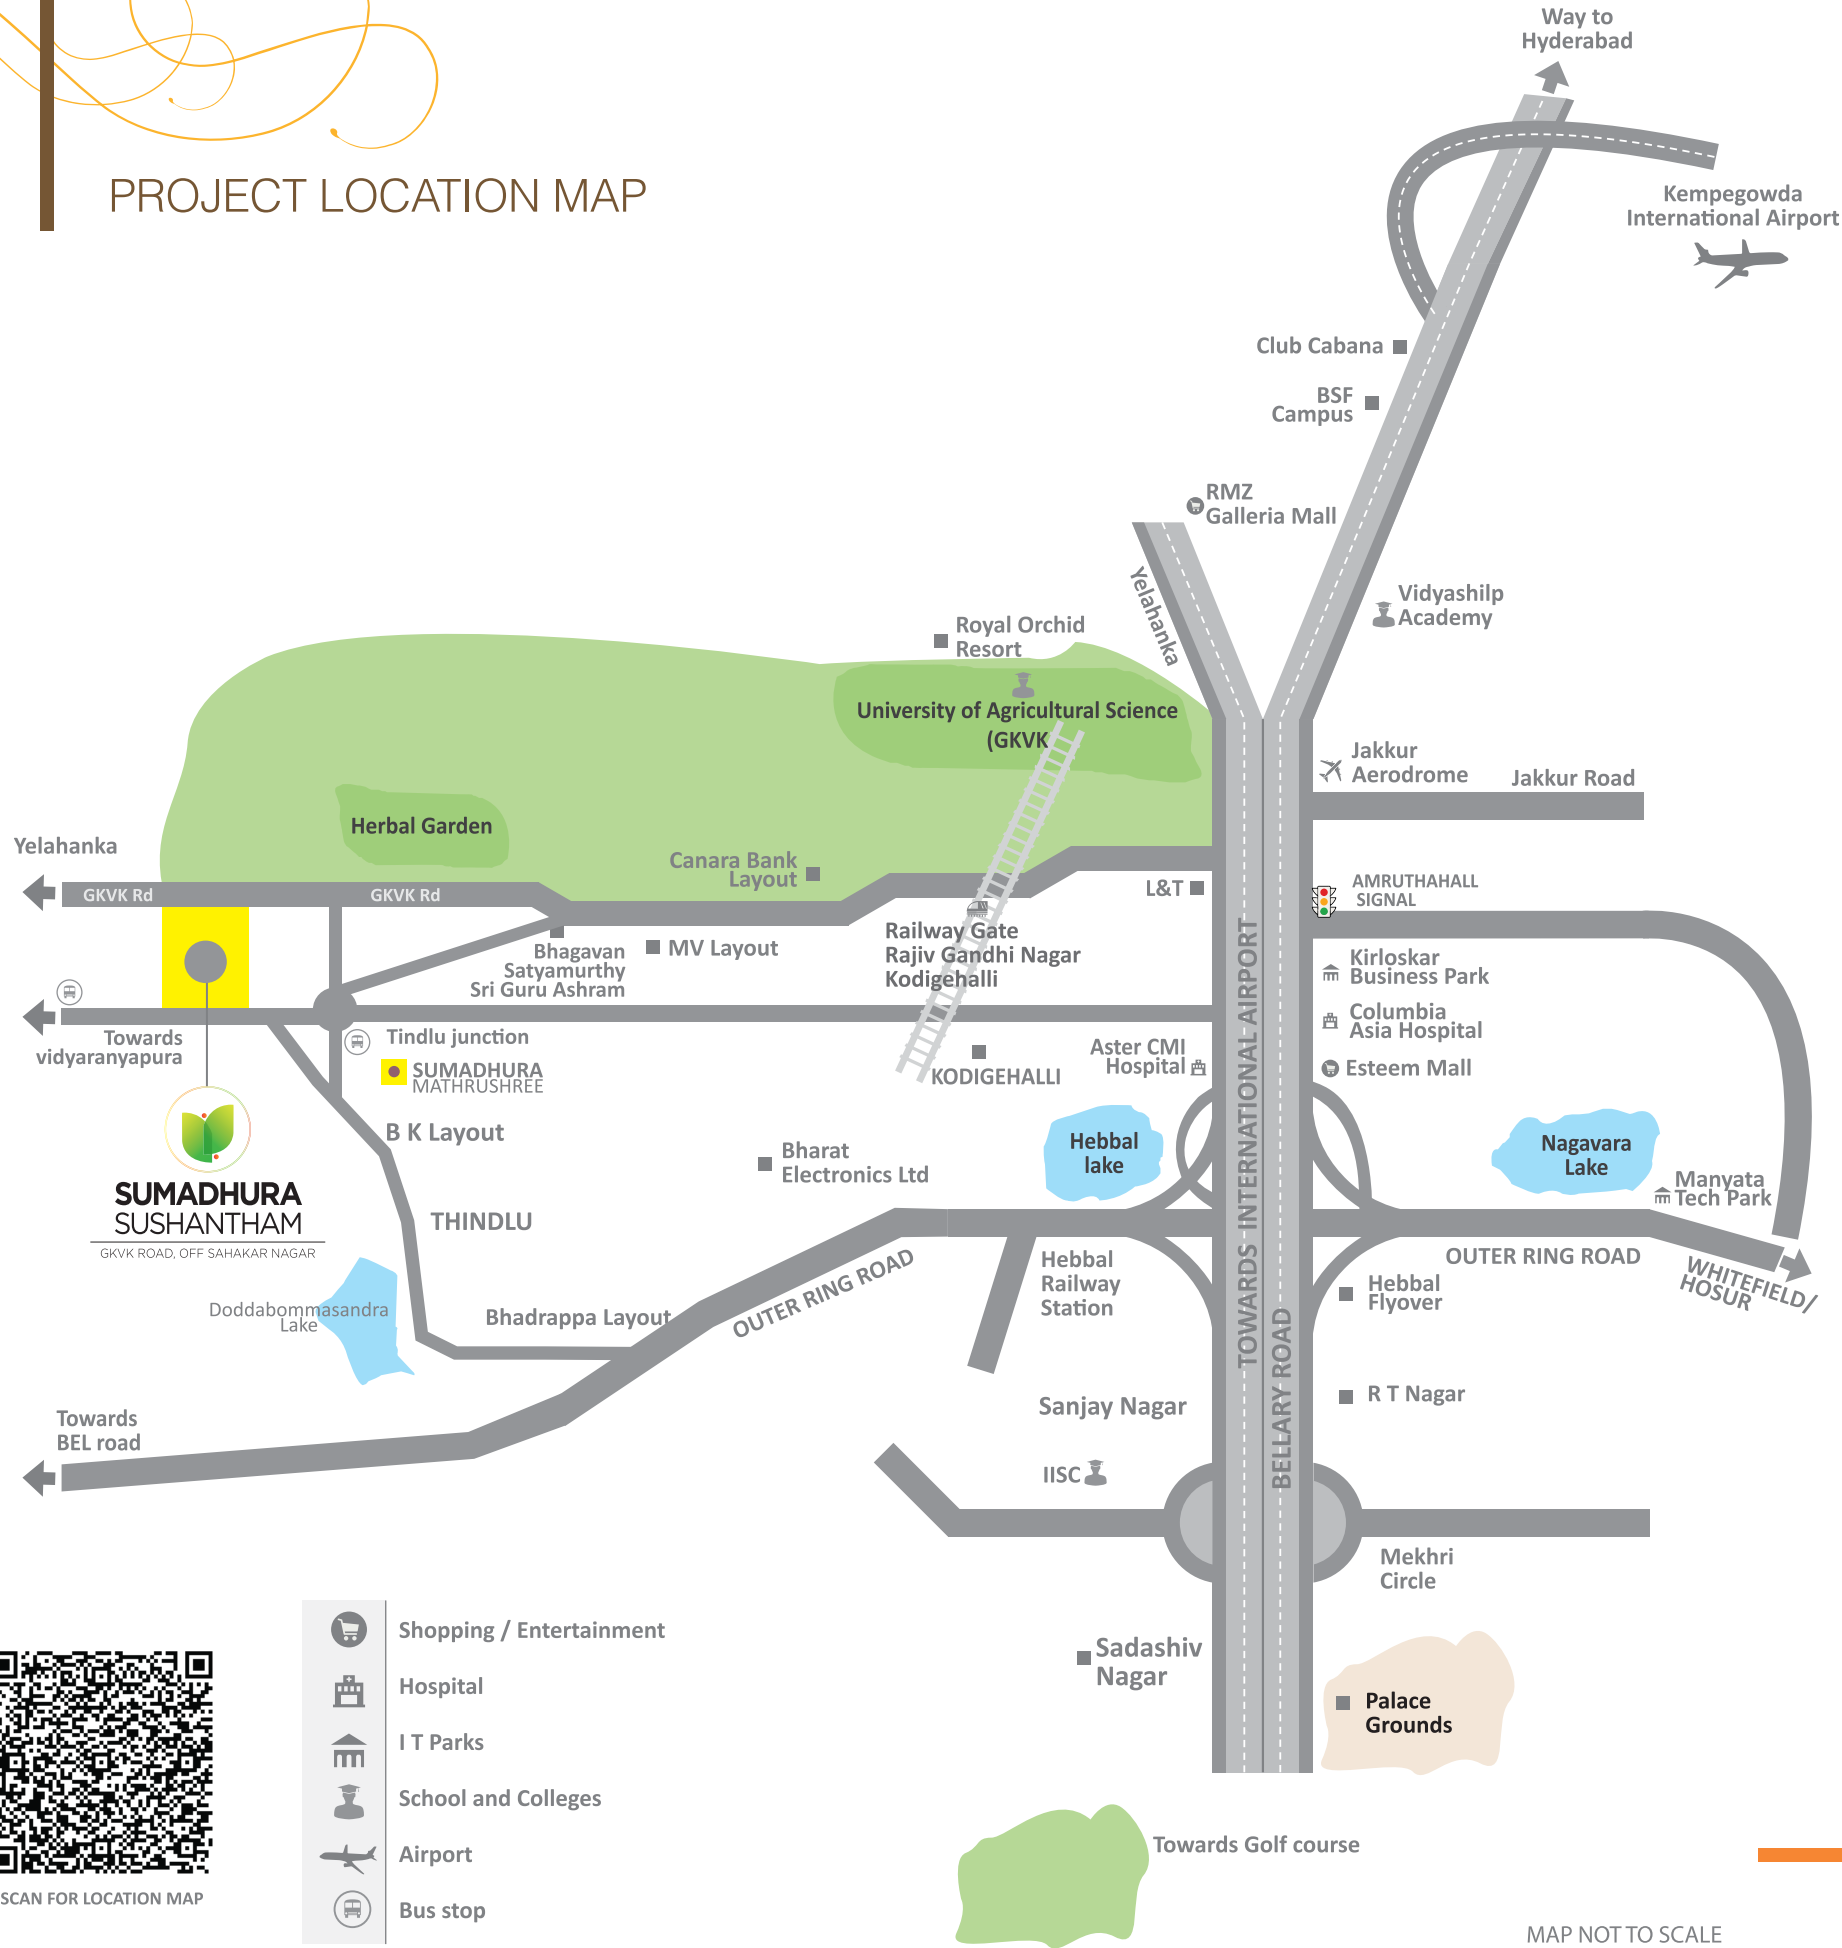 Way to
Hyderabad
PROJECT LOCATION MAP
Kempegowda
International Airport
Club Cabana
BSF
Campus
RMZ
Galleria Mall
Yelahanka
Vidyashilp
Academy
Royal Orchid
Resort
University of Agricultural Science
(GKVK
Jakkur
Aerodrome
Jakkur Road
Herbal Garden
Yelahanka
Canara Bank
Layout
L&T
AMRUTHAHALL
SIGNAL
GKVK Rd
GKVK Rd
Railway Gate
Rajiv Gandhi Nagar
Kodigehalli
Bhagavan
Satyamurthy
Sri Guru Ashram
MV Layout
Kirloskar
Business Park
Columbia
Asia Hospital
Towards
vidyaranyapura
Tindlu junction
SUMADHURA
MATHRUSHREE
KODIGEHALLI
Aster CMI
Hospital
Esteem Mall
TOWARDS INTERNATIONAL AIRPORT
BELLARY ROAD
B K Layout
Bharat
Electronics Ltd
Hebbal
lake
Nagavara
Lake
Manyata
Tech Park
SUMADHURA
SUSHANTHAM
GKVK ROAD, OFF SAHAKAR NAGAR
THINDLU
OUTER RING ROAD
Hebbal
Railway
Station
OUTER RING ROAD
WHITEFIELD/
HOSUR
Hebbal
Flyover
Doddabommasandra
Lake
Bhadrappa Layout
Sanjay Nagar
R T Nagar
Towards
BEL road
IISC
Mekhri
Circle
Sadashiv
Nagar
Palace
Grounds
Shopping / Entertainment
Hospital
I T Parks
School and Colleges
Airport
Bus stop
SCAN FOR LOCATION MAP
Towards Golf course
MAP NOT TO SCALE